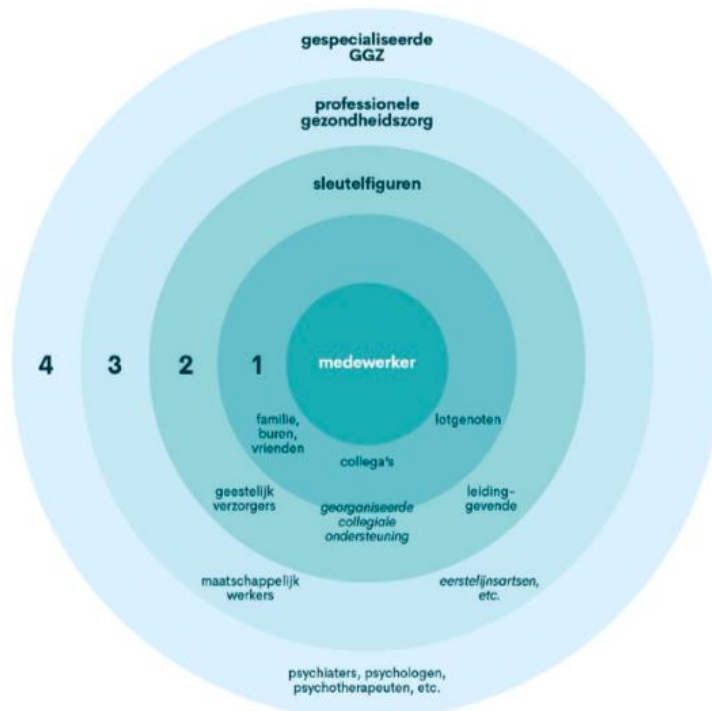 gespecialiseerde
GGZ
professionele
gezondheidszorg
sleutelfiguren
4 3 2 1 medewerker
familie,
buren,
vrienden
lotgenoten
collega's
geestelijk
verzorgers
georganiseerde
collegiale
ondersteuning
leiding-
gevende
maatschappelijk
werkers
eerstelijnsartsen,
etc.
psychiaters, psychologen,
psychotherapeuten, etc.